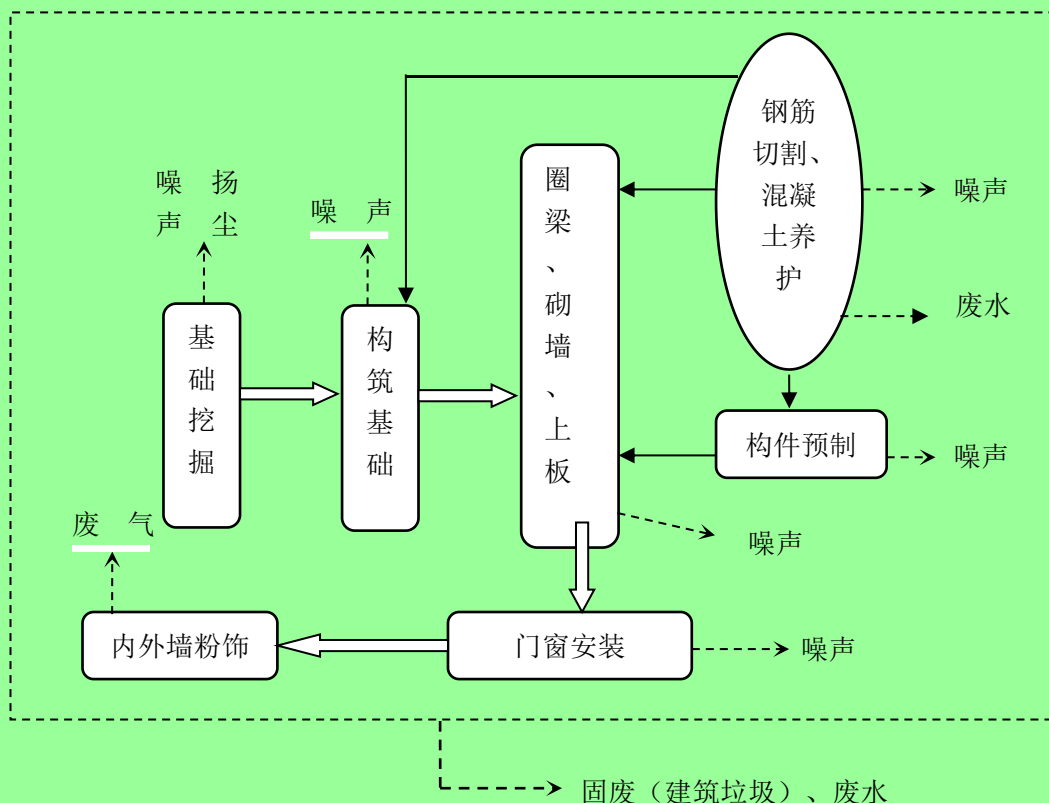 钢筋
切割、
混凝
土养
护
噪声
废水
圈
梁
、
砌
墙
、
上
板
噪 扬
声 尘
噪 声
基
础
挖
掘
构
筑
基
础
构件预制
噪声
噪声
废 气
内外墙粉饰
门窗安装
噪声
固废（建筑垃圾）、废水